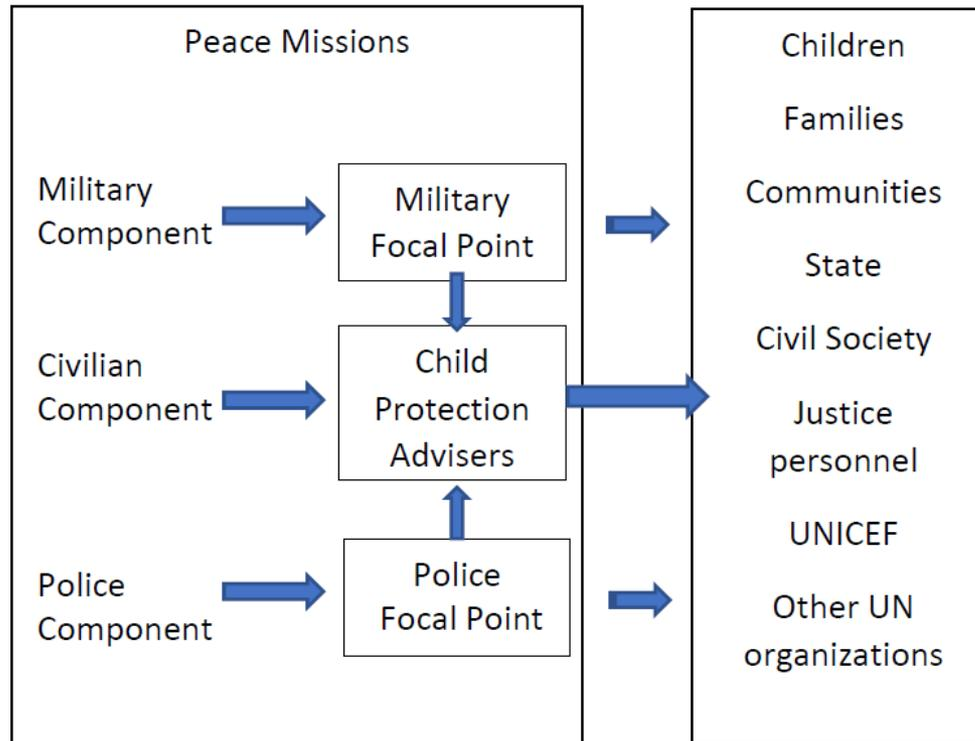 Peace Missions
Military
Component
Military
Focal Point
Civilian
Component
Child
Protection
Advisers
Police
Component
Police
Focal Point
Children
Families
Communities
State
Civil Society
Justice
personnel
UNICEF
Other UN
organizations